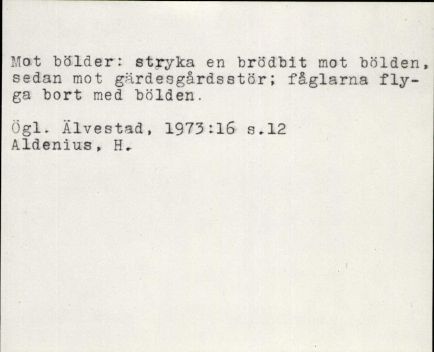 Mot bölder: stryka en brödbit mot bölden,
sedan mot gärdesgårdsstör; fåglarna fly-
ga bort med bölden.
Ögl. Älvestad, 1973:16 s.12
Aldenius, H.